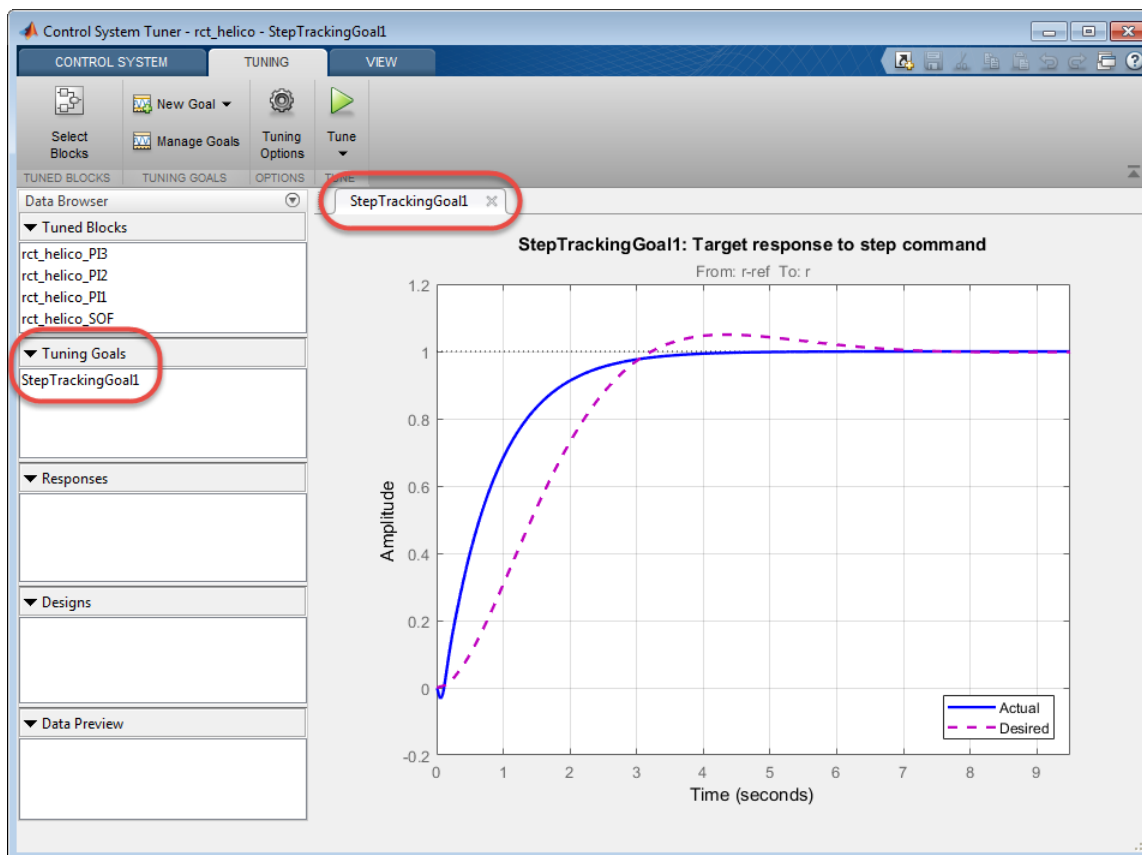 Control System Tuner - rct_helico - StepTrackingGoal1
CONTROL SYSTEM TUNING VIEW
Select Blocks
New Goal
Manage Goals
Tuning Options
Tune
TUNED BLOCKS TUNING GOALS OPTIONS TUNE
Data Browser
Tuned Blocks
rct_helico_PI3
rct_helico_PI2
rct_helico_PI1
rct_helico_SOF
Tuning Goals
StepTrackingGoal1
Responses
Designs
Data Preview
StepTrackingGoal1
StepTrackingGoal1: Target response to step command
From: r-ref To: r
Amplitude
1.2
1
0.8
0.6
0.4
0.2
0
-0.2
0 1 2 3 4 5 6 7 8 9
Time (seconds)
Actual
Desired